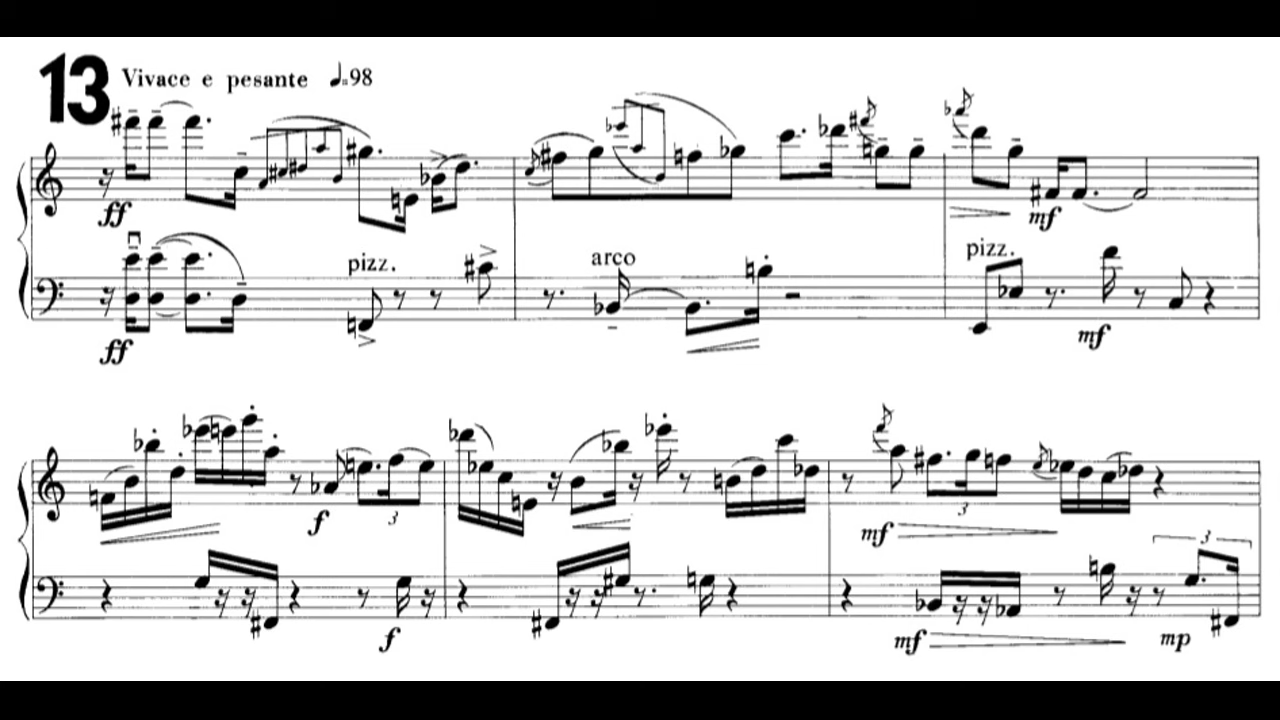 13 Vivace e pesante ♩=98
ff mf
pizz. arco pizz.
ff mf
f 3 mf 3
3
f mf mp